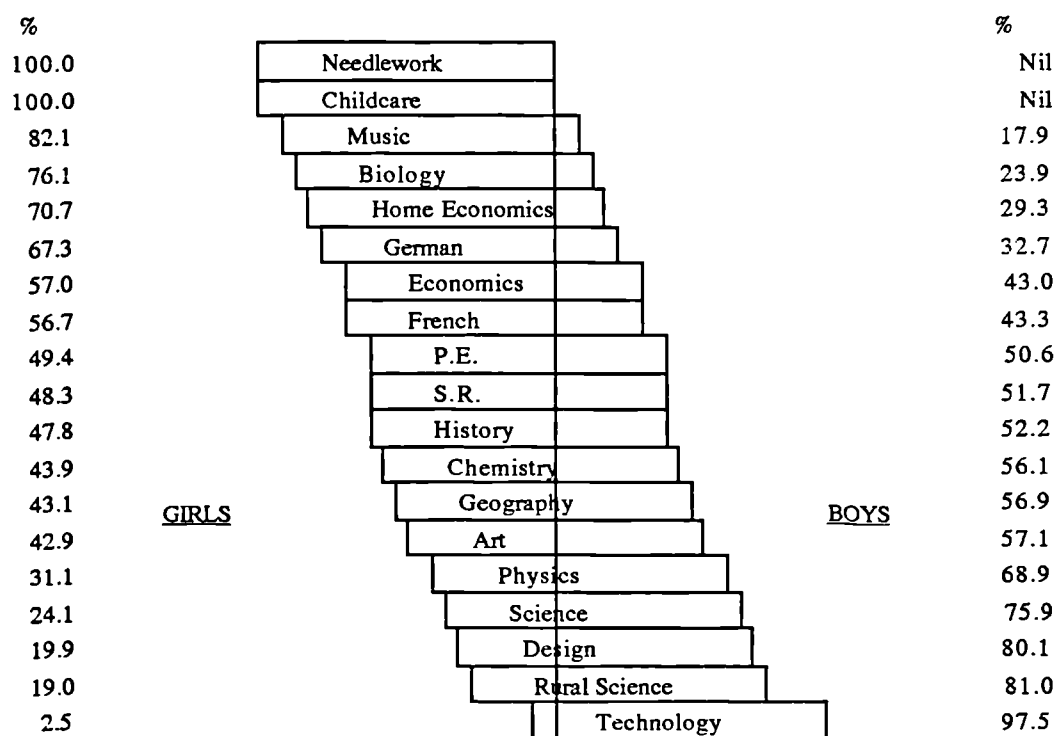 % %
100.0 Needlework Nil
100.0 Childcare Nil
82.1 Music 17.9
76.1 Biology 23.9
70.7 Home Economics 29.3
67.3 German 32.7
57.0 Economics 43.0
56.7 French 43.3
49.4 P.E. 50.6
48.3 S.R. 51.7
47.8 History 52.2
43.9 Chemistry 56.1
43.1 Geography 56.9
GIRLS BOYS
42.9 Art 57.1
31.1 Physics 68.9
24.1 Science 75.9
19.9 Design 80.1
19.0 Rural Science 81.0
2.5 Technology 97.5